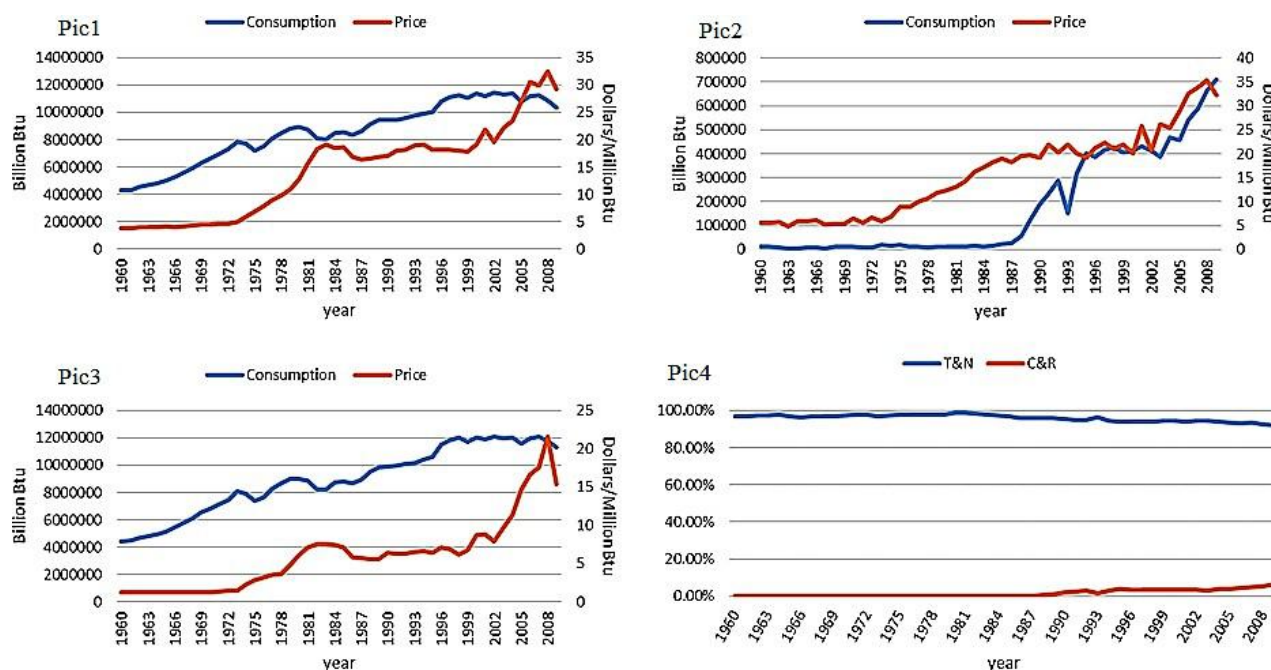 Pic1
Consumption Price
Billion Btu
14000000
12000000
10000000
8000000
6000000
4000000
2000000
0
35
30
25
20
15
10
5
0
Dollars/Million Btu
1960 1963 1966 1969 1972 1975 1978 1981 1984 1987 1990 1993 1996 1999 2002 2005 2008
year
Pic2
Consumption Price
Billion Btu
800000
700000
600000
500000
400000
300000
200000
100000
0
40
35
30
25
20
15
10
5
0
Dollars/Million Btu
1960 1963 1966 1969 1972 1975 1978 1981 1984 1987 1990 1993 1996 1999 2002 2005 2008
year
Pic3
Consumption Price
Billion Btu
14000000
12000000
10000000
8000000
6000000
4000000
2000000
0
25
20
15
10
5
0
Dollars/Million Btu
1960 1963 1966 1969 1972 1975 1978 1981 1984 1987 1990 1993 1996 1999 2002 2005 2008
year
Pic4
T&N C&R
100.00%
80.00%
60.00%
40.00%
20.00%
0.00%
1960 1963 1966 1969 1972 1975 1978 1981 1984 1987 1990 1993 1996 1999 2002 2005 2008
year